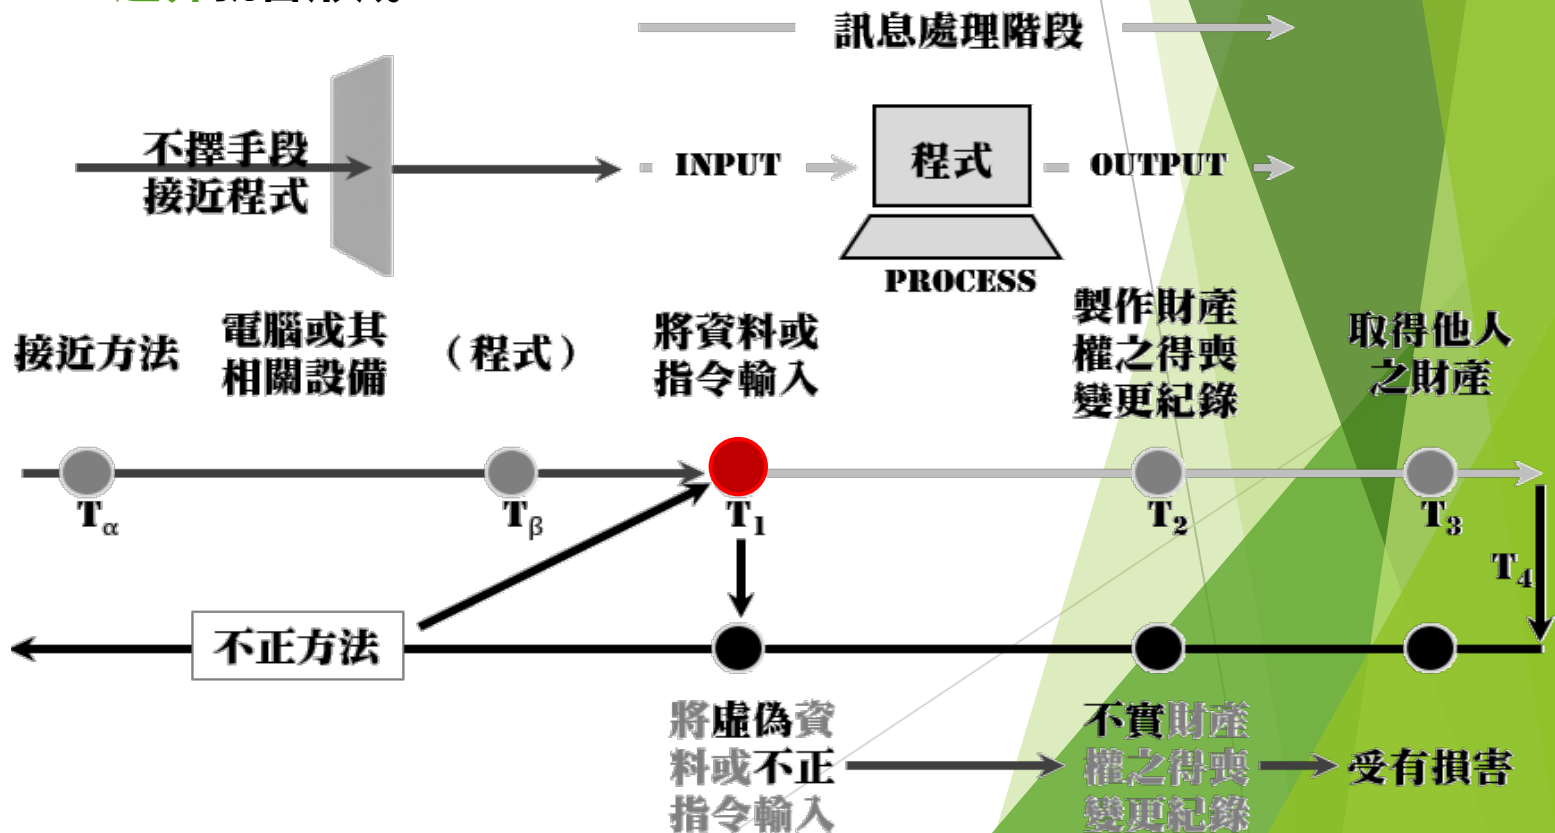 訊息處理階段
不擇手段
接近程式
INPUT
程式
OUTPUT
PROCESS
接近方法
電腦或其
相關設備
（程式）
將資料或
指令輸入
製作財產
權之得喪
變更紀錄
取得他人
之財產
Tα
Tβ
T1
T2
T3
T4
不正方法
將虛偽資
料或不正
指令輸入
不實財產
權之得喪
變更紀錄
受有損害